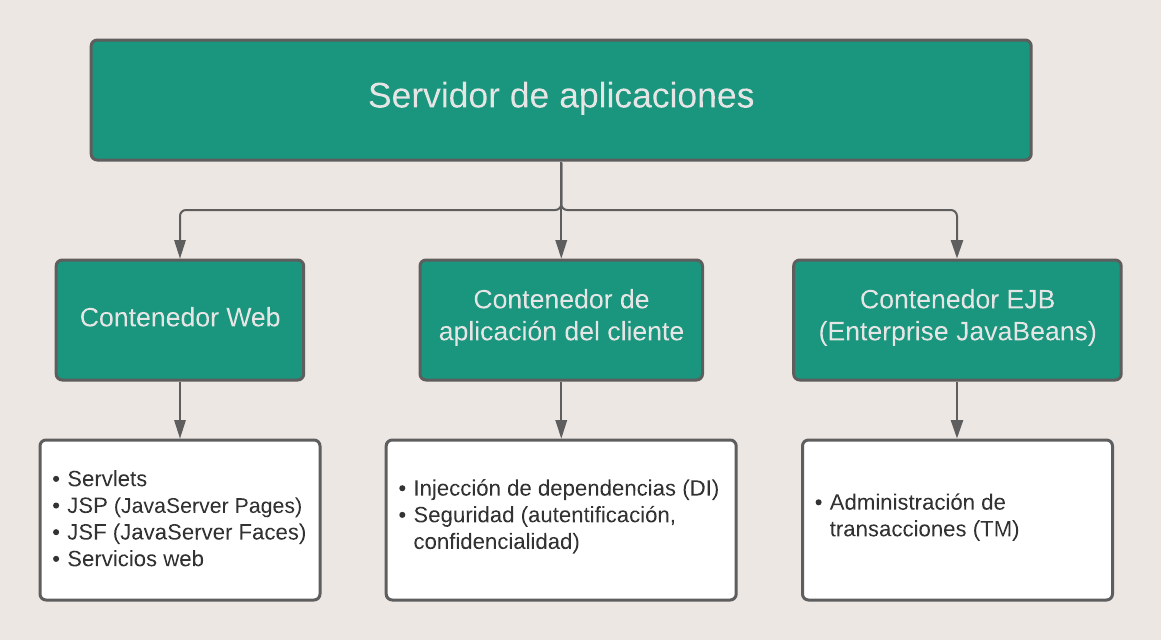 Servidor de aplicaciones
Contenedor Web
Contenedor de
aplicación del cliente
Contenedor EJB
(Enterprise JavaBeans)
• Servlets
• JSP (JavaServer Pages)
• JSF (JavaServer Faces)
• Servicios web
• Injección de dependencias (DI)
• Seguridad (autentificación,
confidencialidad)
• Administración de
transacciones (TM)